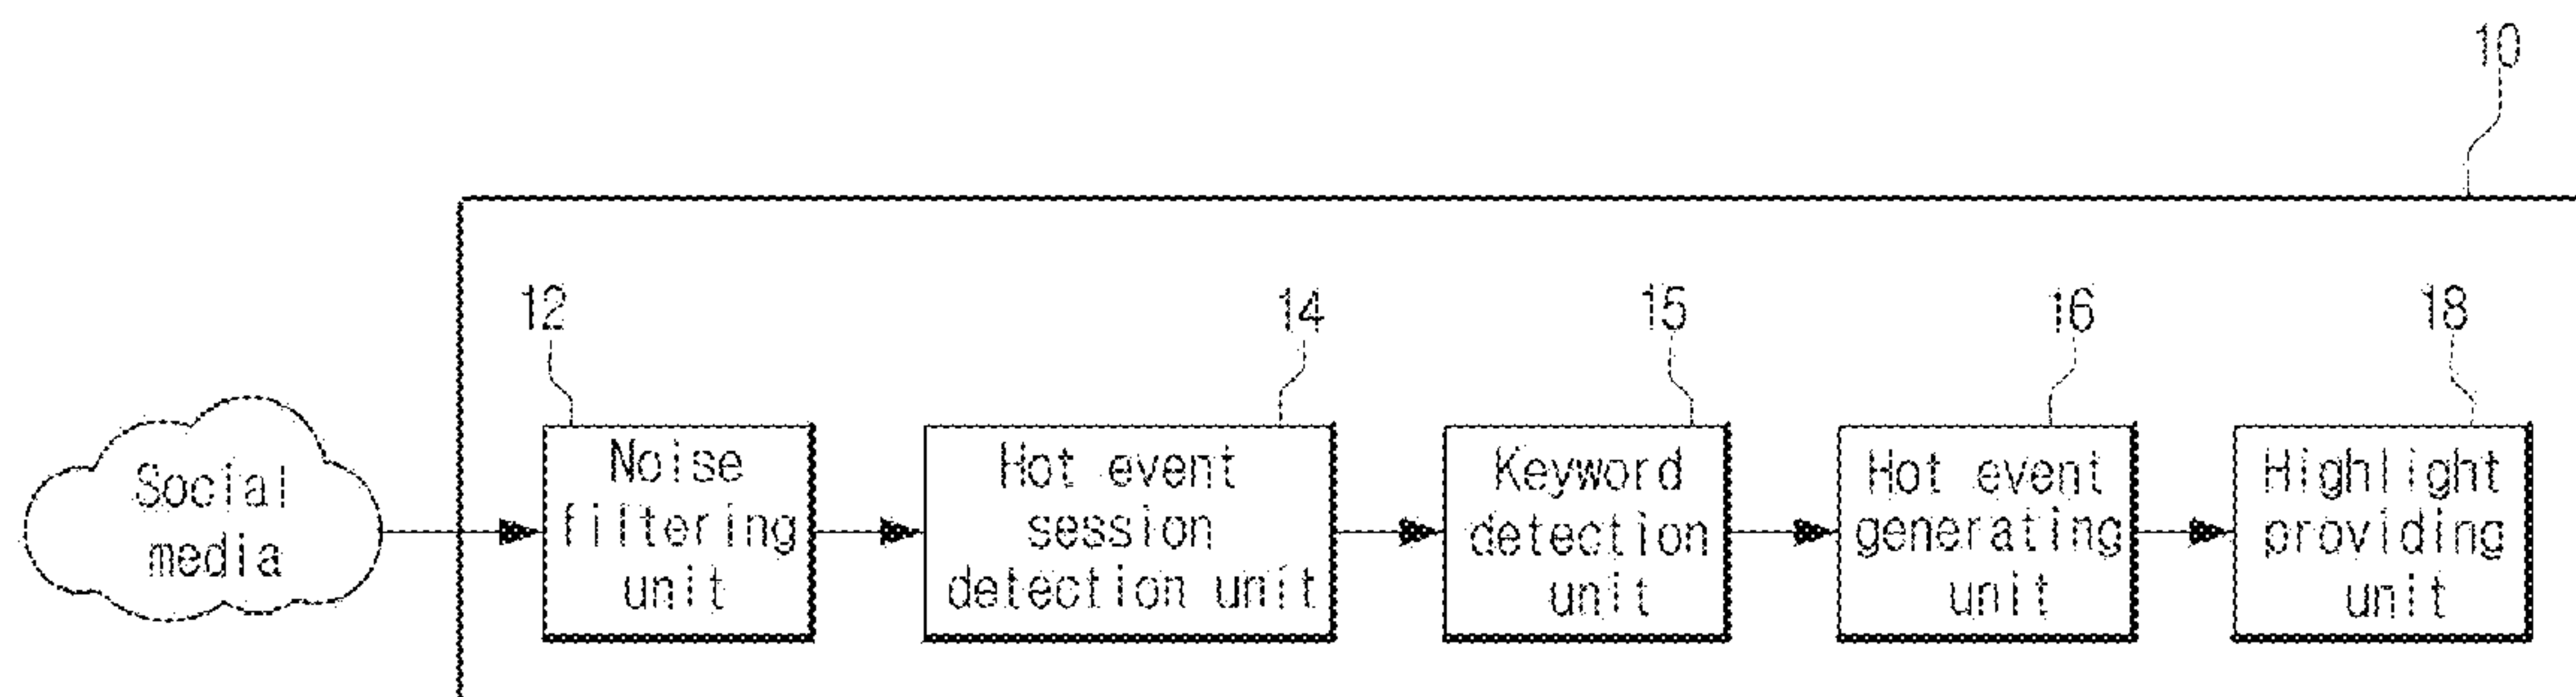 10
12
14
15
16
18
Social
media
Noise
filtering
unit
Hot event
session
detection unit
Keyword
detection
unit
Hot event
generating
unit
Highlight
providing
unit